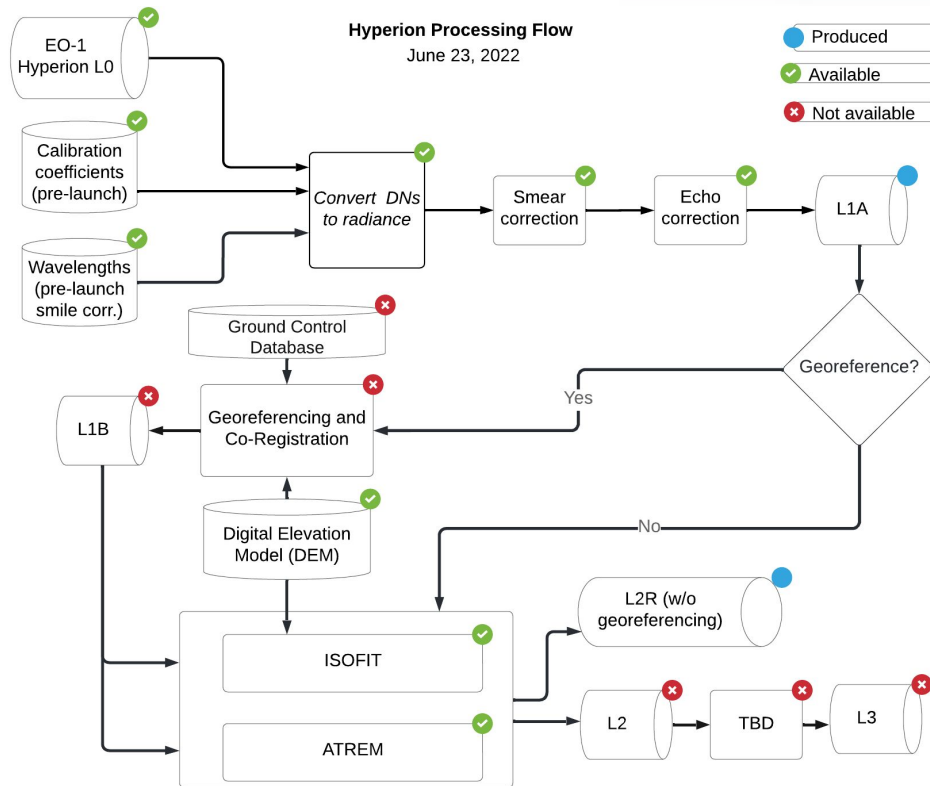 Hyperion Processing Flow
June 23, 2022
Produced
Available
Not available
EO-1
Hyperion L0
Calibration
coefficients
(pre-launch)
Wavelengths
(pre-launch
smile corr.)
Convert DNs
to radiance
Smear
correction
Echo
correction
L1A
Georeference?
Yes
No
Ground Control
Database
Georeferencing and
Co-Registration
L1B
Digital Elevation
Model (DEM)
ISOFIT
ATREM
L2R (w/o
georeferencing)
L2
TBD
L3